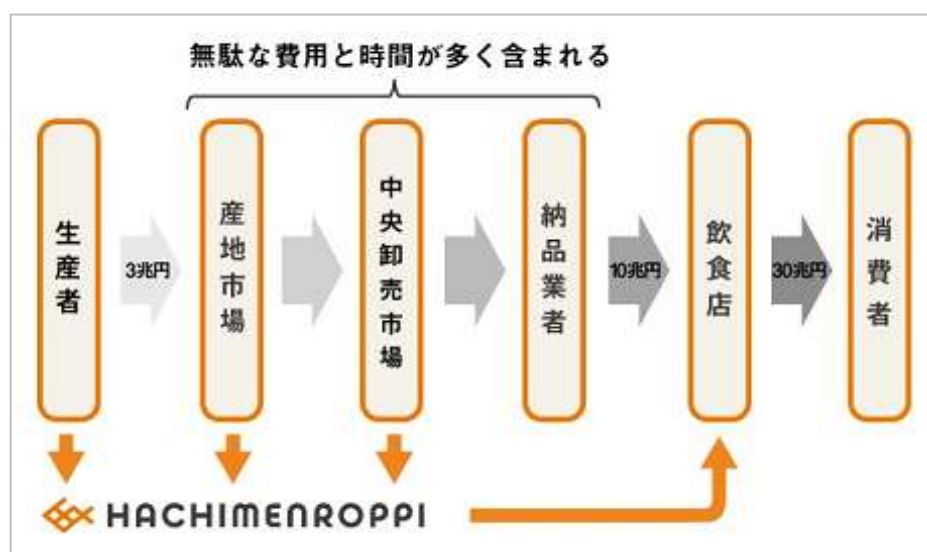 無駄な費用と時間が多く含まれる
生産者
3兆円
産地市場
中央卸売市場
納品業者
10兆円
飲食店
30兆円
消費者
HACHIMENROPPI